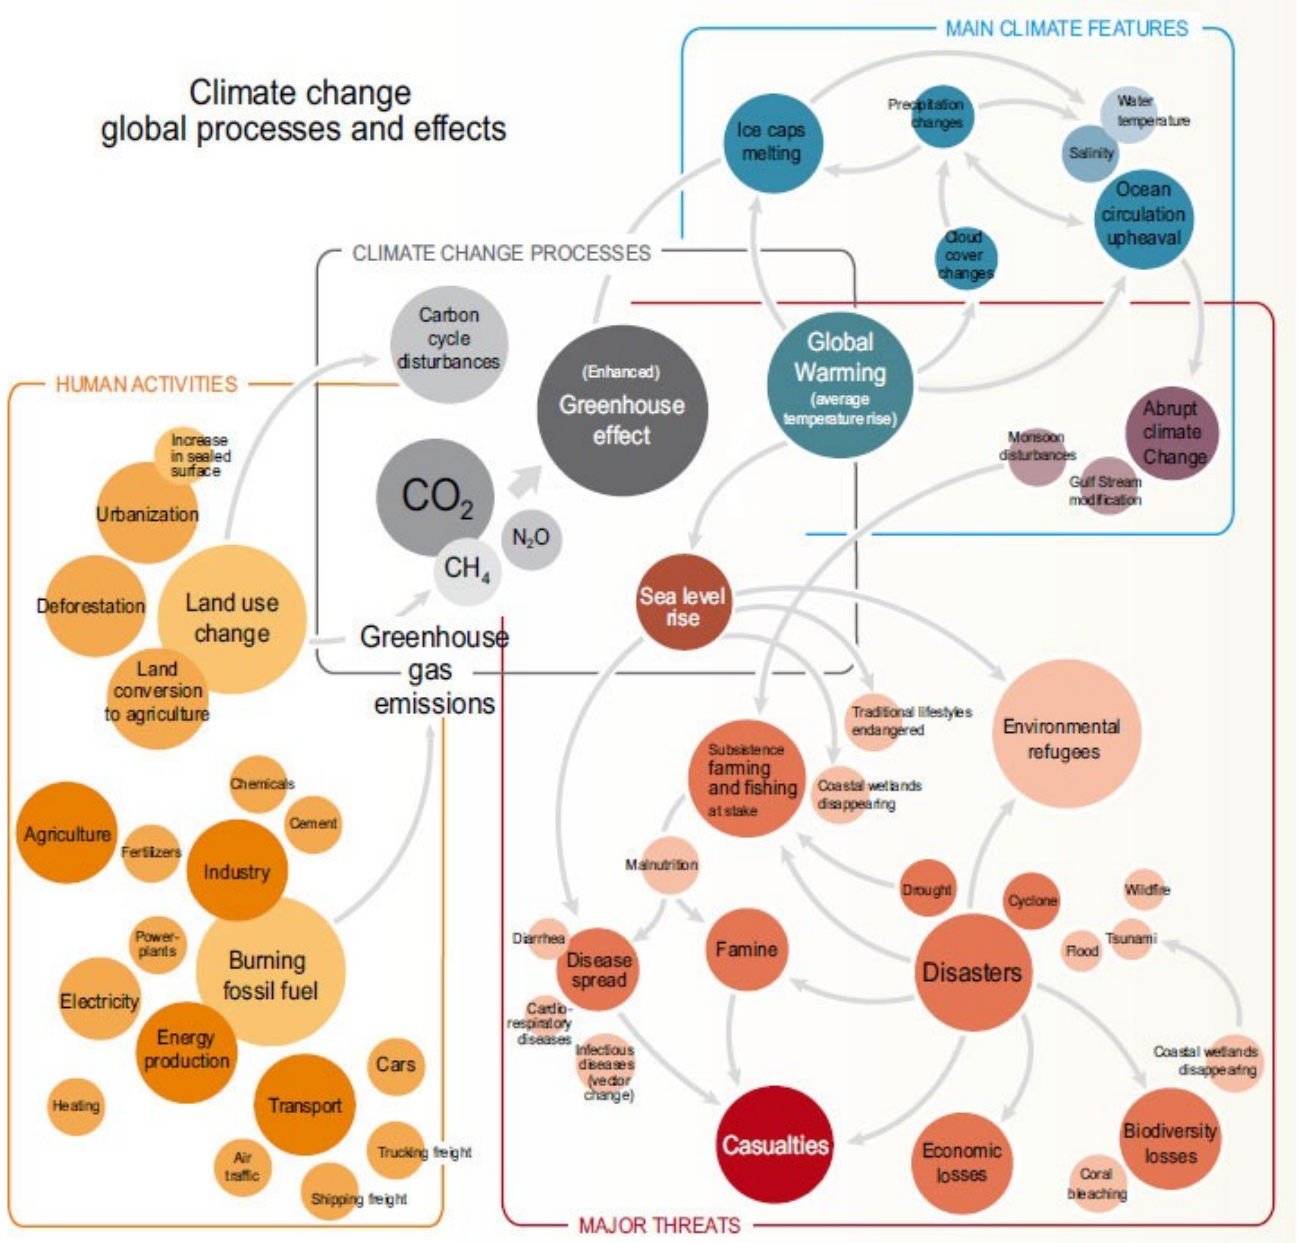 Climate change
global processes and effects
MAIN CLIMATE FEATURES
Ice caps
melting
Precipitation
changes
Water
temperature
Salinity
Ocean
circulation
upheaval
Cloud
cover
changes
CLIMATE CHANGE PROCESSES
Carbon
cycle
disturbances
(Enhanced)
Greenhouse
effect
Global
Warming
(average
temperature rise)
Abrupt
climate
Change
Monsoon
disturbances
Gulf Stream
modification
CO₂
N₂O
CH₄
HUMAN ACTIVITIES
Increase
in sealed
surface
Urbanization
Deforestation
Land use
change
Land
conversion
to agriculture
Greenhouse
gas
emissions
Sea level
rise
Chemicals
Cement
Agriculture
Fertilizers
Industry
Power-
plants
Burning
fossil fuel
Electricity
Energy
production
Heating
Transport
Cars
Air
traffic
Trucking freight
Shipping freight
Traditional lifestyles
endangered
Environmental
refugees
Subsistence
farming
and fishing
at stake
Coastal wetlands
disappearing
Malnutrition
Drought
Cyclone
Wildfire
Diarrhea
Disease
spread
Famine
Disasters
Flood
Tsunami
Cardio-
respiratory
diseases
Infectious
diseases
(vector
change)
Coastal wetlands
disappearing
Casualties
Economic
losses
Biodiversity
losses
Coral
bleaching
MAJOR THREATS